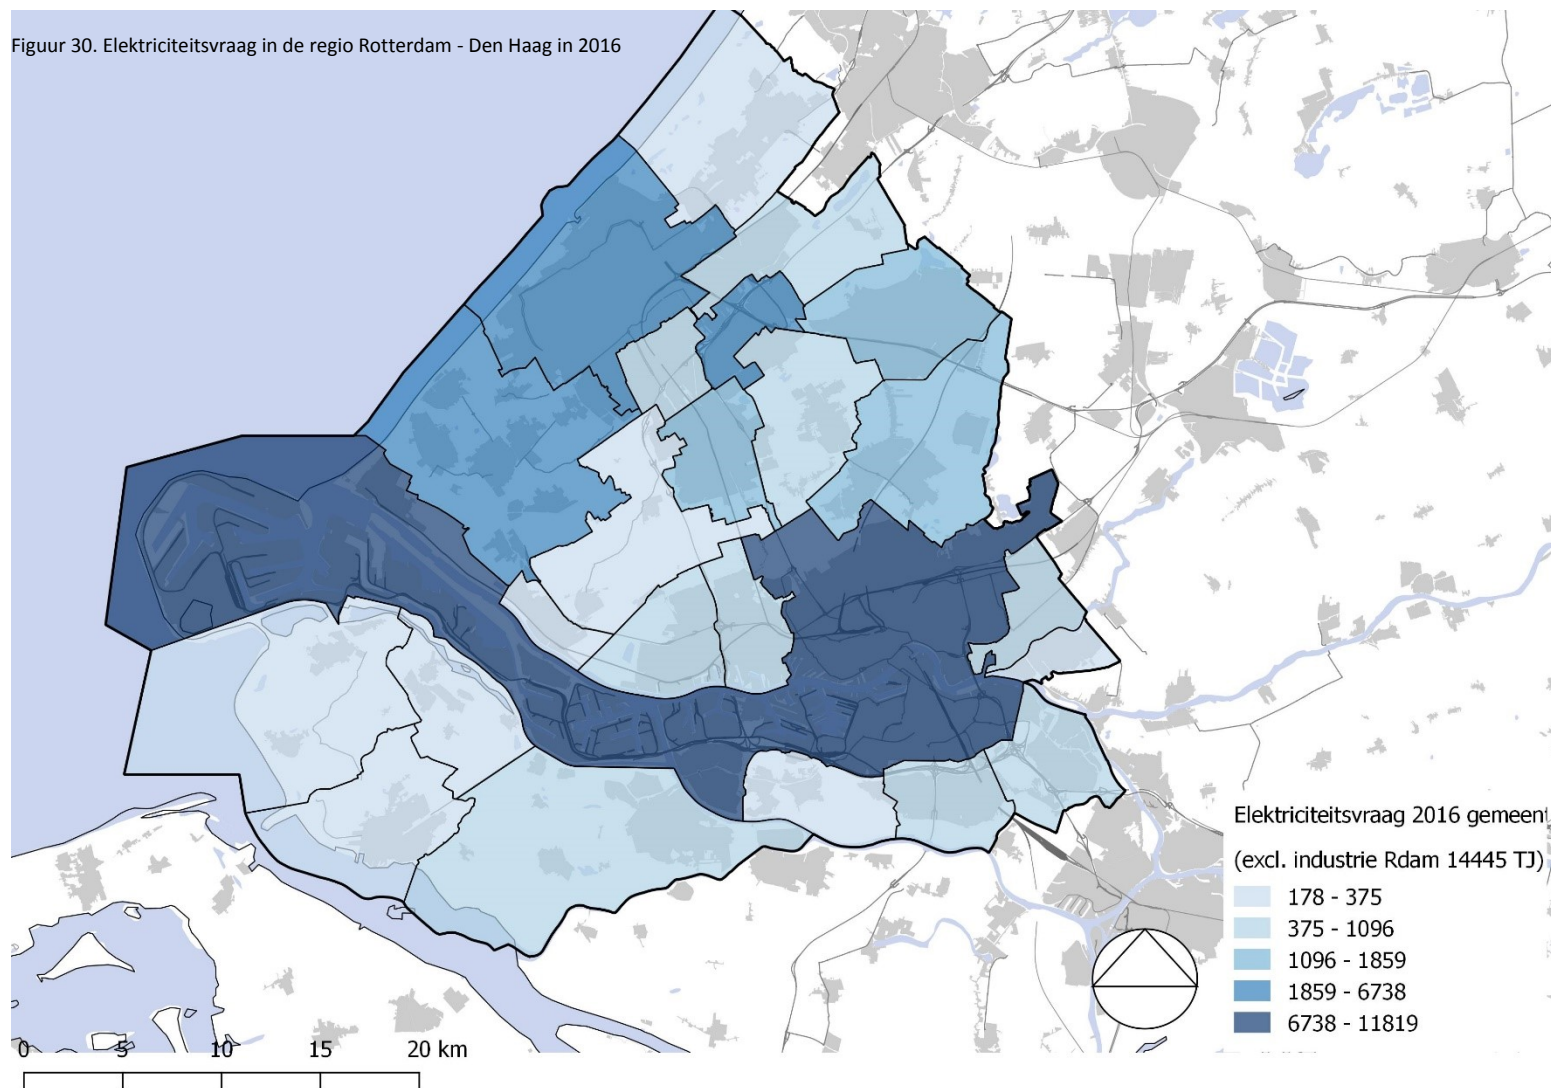 Figuur 30. Elektriciteitsvraag in de regio Rotterdam - Den Haag in 2016
Elektriciteitsvraag 2016 gemeent
(excl. industrie Rdam 14445 TJ)
178 - 375
375 - 1096
1096 - 1859
1859 - 6738
6738 - 11819
0 5 10 15 20 km